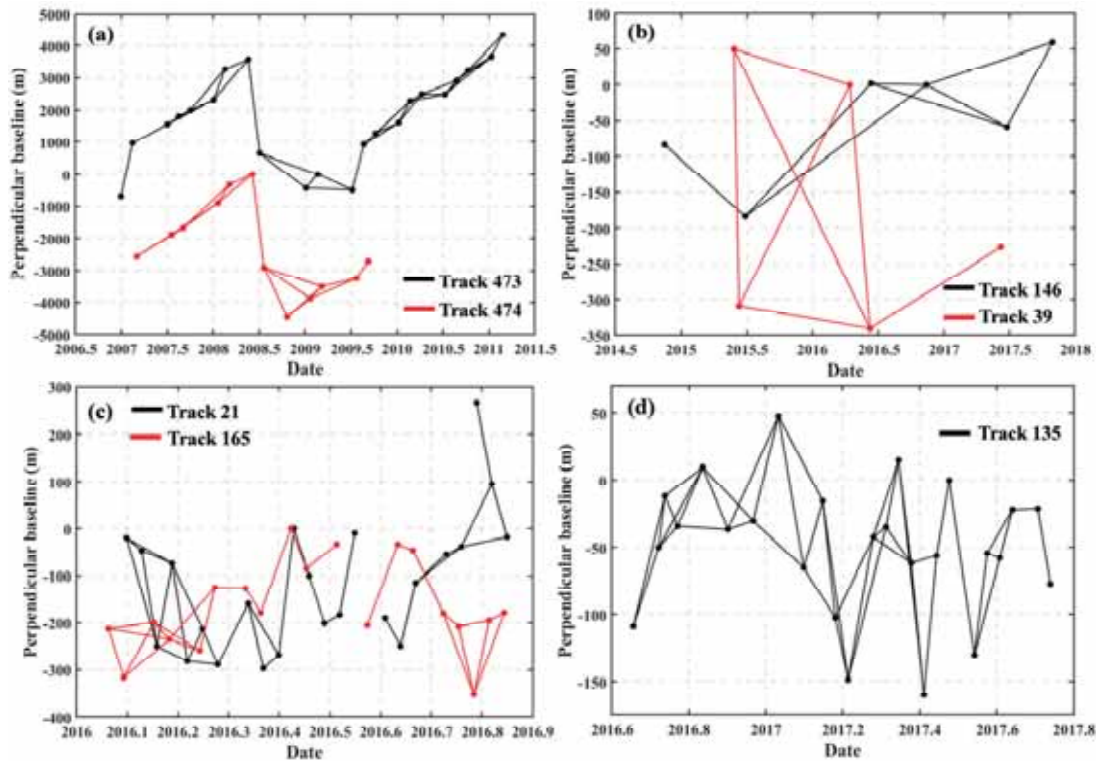 (a)
5000
4000
3000
2000
1000
0
-1000
-2000
-3000
-4000
-5000
Perpendicular baseline (m)
Track 473
Track 474
2006.5 2007 2007.5 2008 2008.5 2009 2009.5 2010 2010.5 2011 2011.5
Date
(b)
100
50
0
-50
-100
-150
-200
-250
-300
-350
Perpendicular baseline (m)
Track 146
Track 39
2014.5 2015 2015.5 2016 2016.5 2017 2017.5 2018
Date
(c)
300
200
100
0
-100
-200
-300
-400
Perpendicular baseline (m)
Track 21
Track 165
2016 2016.1 2016.2 2016.3 2016.4 2016.5 2016.6 2016.7 2016.8 2016.9
Date
(d)
50
0
-50
-100
-150
Perpendicular baseline (m)
Track 135
2016.6 2016.8 2017 2017.2 2017.4 2017.6 2017.8
Date